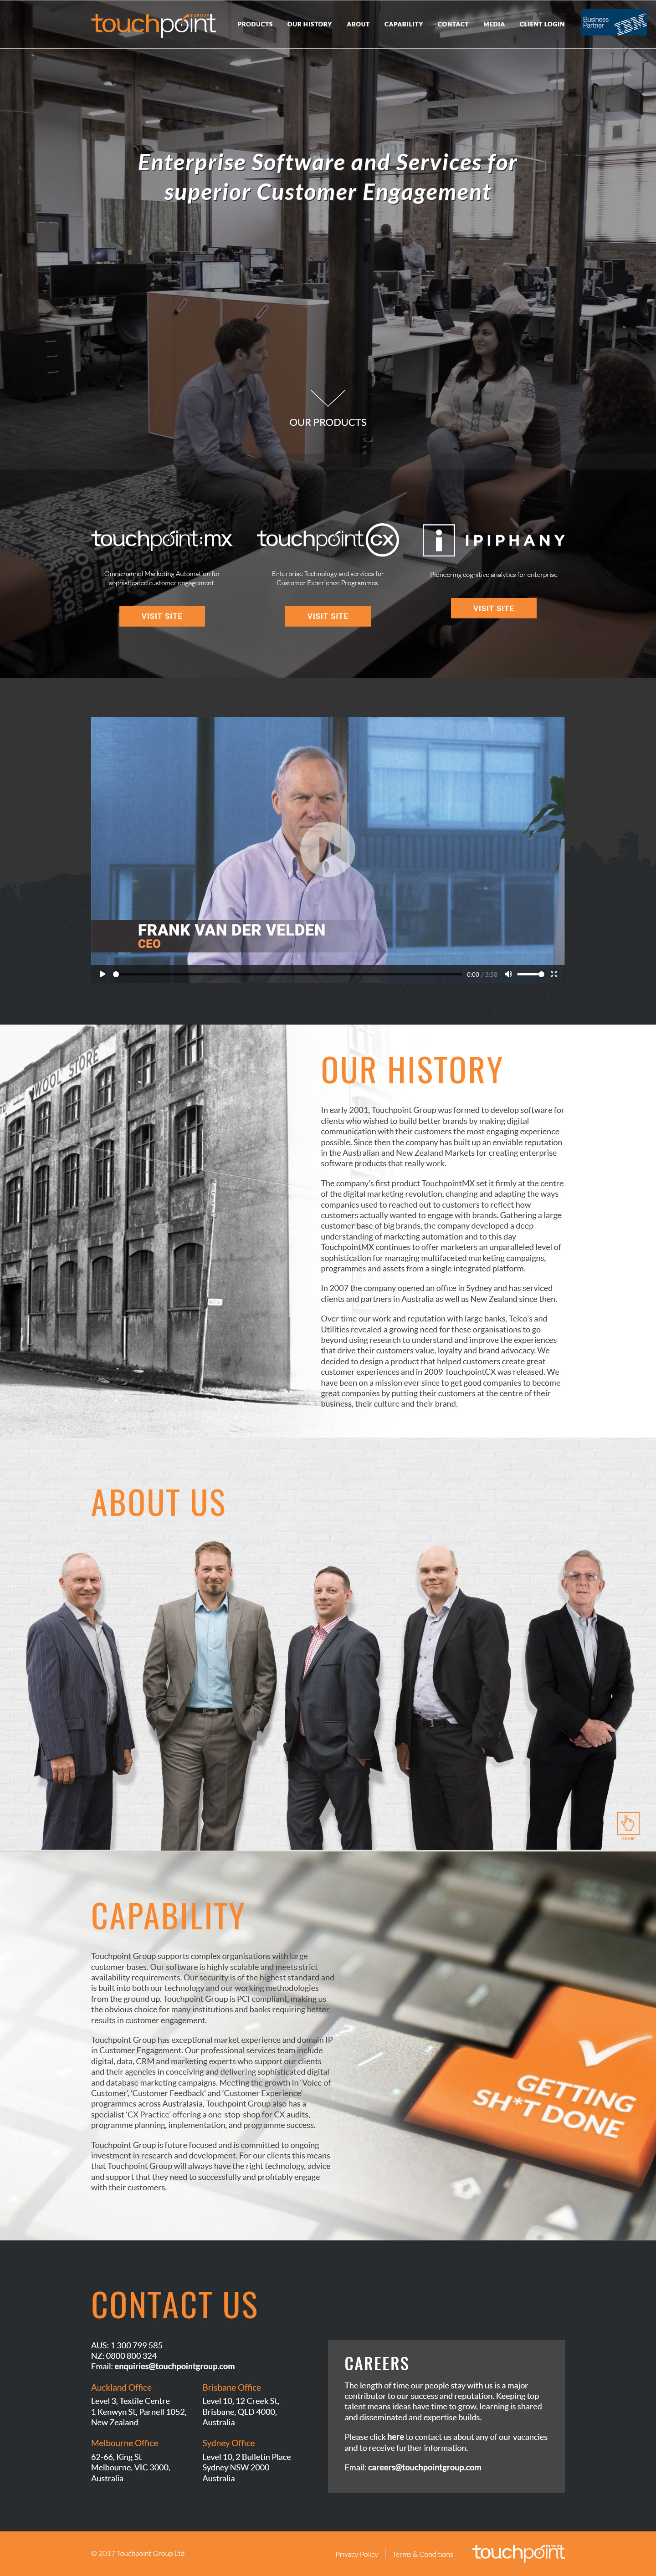 touchpoint
PRODUCTS OUR HISTORY ABOUT CAPABILITY CONTACT MEDIA CLIENT LOGIN
Business
Partner
IBM
Enterprise Software and Services for
superior Customer Engagement
OUR PRODUCTS
touchpoint:mx
Omnichannel Marketing Automation for
sophisticated customer engagement.
VISIT SITE
touchpoint CX
Enterprise Technology and services for
Customer Experience Programmes.
VISIT SITE
i IPIPHANY
Pioneering cognitive analytics for enterprise
VISIT SITE
FRANK VAN DER VELDEN
CEO
0:00 / 3:38
WOOL STORE
OUR HISTORY
In early 2001, Touchpoint Group was formed to develop software for
clients who wished to build better brands by making digital
communication with their customers the most engaging experience
possible. Since then the company has built up an enviable reputation
in the Australian and New Zealand Markets for creating enterprise
software products that really work.
The company's first product TouchpointMX set it firmly at the centre
of the digital marketing revolution, changing and adapting the ways
companies used to reached out to customers to reflect how
customers actually wanted to engage with brands. Gathering a large
customer base of big brands, the company developed a deep
understanding of marketing automation and to this day
TouchpointMX continues to offer marketers an unparalleled level of
sophistication for managing multifaceted marketing campaigns,
programmes and assets from a single integrated platform.
In 2007 the company opened an office in Sydney and has serviced
clients and partners in Australia as well as New Zealand since then.
Over time our work and reputation with large banks, Telco's and
Utilities revealed a growing need for these organisations to go
beyond using research to understand and improve the experiences
that drive their customers value, loyalty and brand advocacy. We
decided to design a product that helped customers create great
customer experiences and in 2009 TouchpointCX was released. We
have been on a mission ever since to get good companies to become
great companies by putting their customers at the centre of their
business, their culture and their brand.
ABOUT US
Hover
CAPABILITY
Touchpoint Group supports complex organisations with large
customer bases. Our software is highly scalable and meets strict
availability requirements. Our security is of the highest standard and
is built into both our technology and our working methodologies
from the ground up. Touchpoint Group is PCI compliant, making us
the obvious choice for many institutions and banks requiring better
results in customer engagement.
Touchpoint Group has exceptional market experience and domain IP
in Customer Engagement. Our professional services team include
digital, data, CRM and marketing experts who support our clients
and their agencies in conceiving and delivering sophisticated digital
and database marketing campaigns. Meeting the growth in 'Voice of
Customer', 'Customer Feedback' and 'Customer Experience'
programmes across Australasia, Touchpoint Group also has a
specialist 'CX Practice' offering a one-stop-shop for CX audits,
programme planning, implementation, and programme success.
Touchpoint Group is future focused and is committed to ongoing
investment in research and development. For our clients this means
that Touchpoint Group will always have the right technology, advice
and support that they need to successfully and profitably engage
with their customers.
GETTING
SH*T DONE
CONTACT US
AUS: 1 300 799 585
NZ: 0800 800 324
Email: enquiries@touchpointgroup.com
Auckland Office
Level 3, Textile Centre
1 Kenwyn St, Parnell 1052,
New Zealand
Brisbane Office
Level 10, 12 Creek St,
Brisbane, QLD 4000,
Australia
Melbourne Office
62-66, King St
Melbourne, VIC 3000,
Australia
Sydney Office
Level 10, 2 Bulletin Place
Sydney NSW 2000
Australia
CAREERS
The length of time our people stay with us is a major
contributor to our success and reputation. Keeping top
talent means ideas have time to grow, learning is shared
and disseminated and expertise builds.
Please click here to contact us about any of our vacancies
and to receive further information.
Email: careers@touchpointgroup.com
© 2017 Touchpoint Group Ltd
Privacy Policy | Terms & Conditions
touchpoint